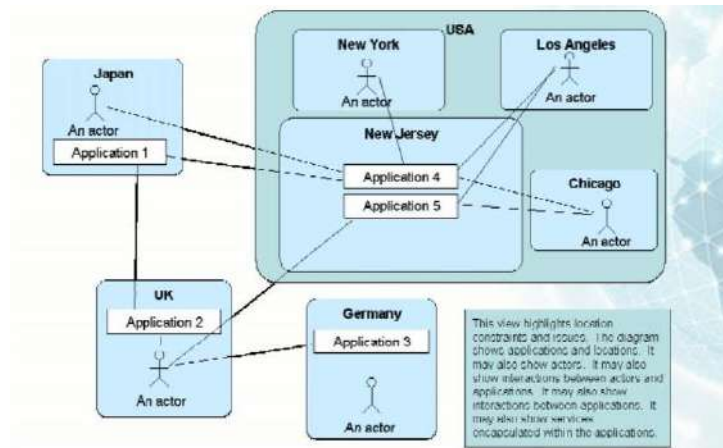 USA
New York
Los Angeles
Japan
An actor
An actor
An actor
New Jersey
Application 1
Application 4
Chicago
Application 5
An actor
UK
Germany
Application 2
Application 3
An actor
An actor
This view highlights location
constraints and issues. The diagram
shows applications and locations. It
may also show actors. It may also
show interactions between actors and
applications. It may also show
interactions between applications. It
may also show services
encapsulated within the applications.